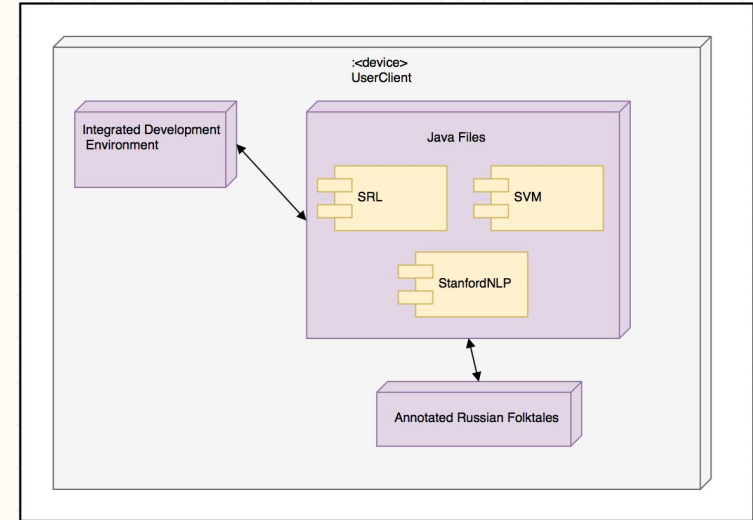 :<device>
UserClient
Integrated Development
Environment
Java Files
SRL
SVM
StanfordNLP
Annotated Russian Folktales